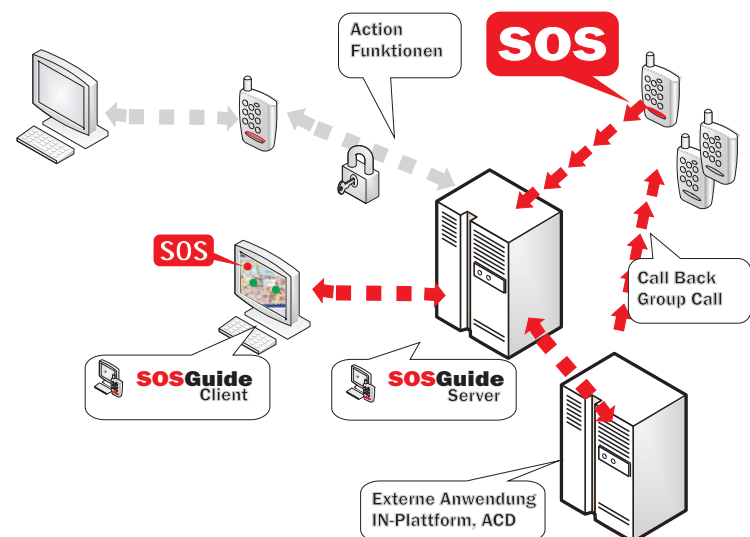 Action
Funktionen
SOS
SOS
Call Back
Group Call
SOSGuide
Client
SOSGuide
Server
Externe Anwendung
IN-Plattform, ACD